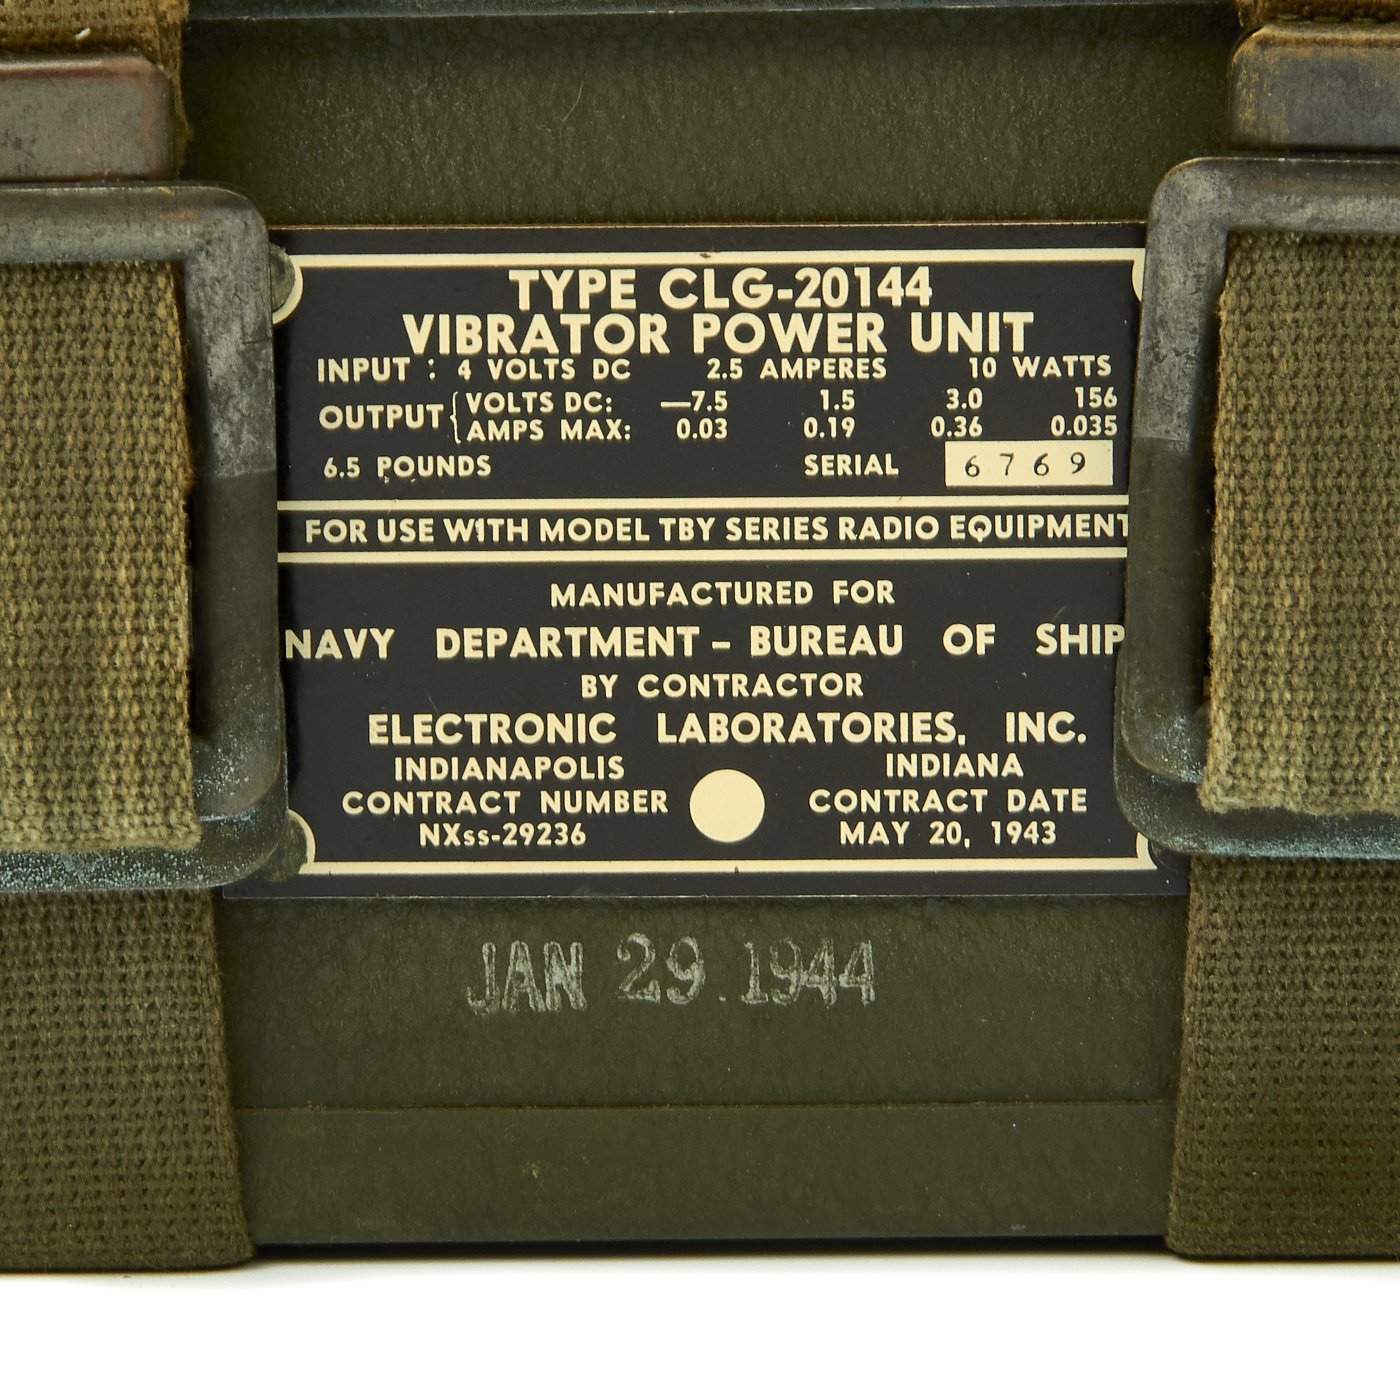 TYPE CLG-20144
VIBRATOR POWER UNIT
INPUT : 4 VOLTS DC 2.5 AMPERES 10 WATTS
OUTPUT { VOLTS DC: —7.5 1.5 3.0 156
AMPS MAX: 0.03 0.19 0.36 0.035
6.5 POUNDS SERIAL 6769
FOR USE WITH MODEL TBY SERIES RADIO EQUIPMENT
MANUFACTURED FOR
NAVY DEPARTMENT – BUREAU OF SHIP
BY CONTRACTOR
ELECTRONIC LABORATORIES, INC.
INDIANAPOLIS INDIANA
CONTRACT NUMBER CONTRACT DATE
NXss-29236 MAY 20, 1943
JAN 29 1944